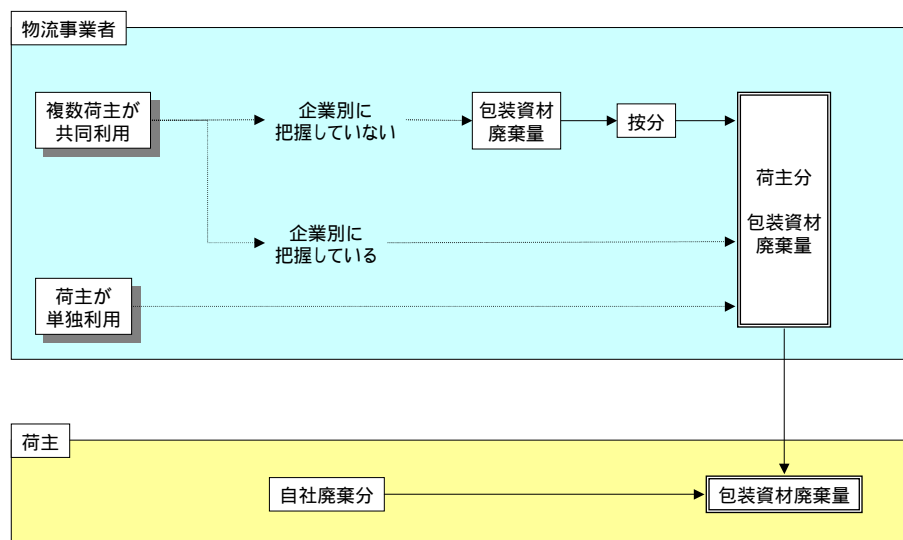 物流事業者
複数荷主が
共同利用
企業別に
把握していない
包装資材
廃棄量
按分
荷主分
包装資材
廃棄量
企業別に
把握している
荷主が
単独利用
荷主
自社廃棄分
包装資材廃棄量